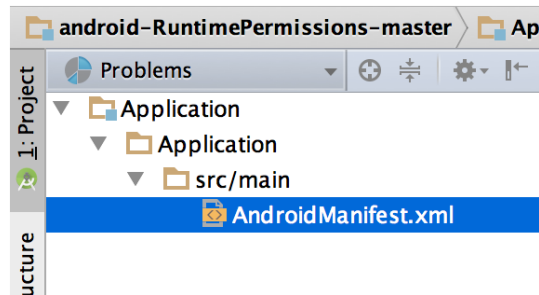 android-RuntimePermissions-master Ap
Problems
1: Project
Application
Application
src/main
AndroidManifest.xml
ucture